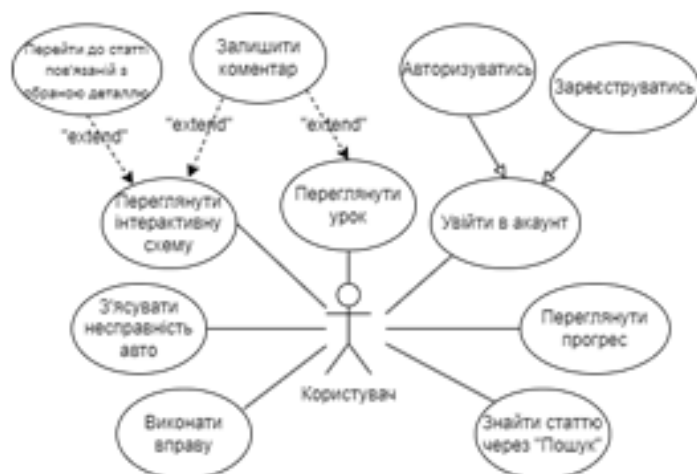 Перейти до статті
пов'язаній з
обраною деталлю
Залишити
коментар
Авторизуватись
Зареєструватись
"extend"
"extend"
"extend"
Переглянути
інтерактивну
схему
Переглянути
урок
Увійти в акаунт
З'ясувати
несправність
авто
Переглянути
прогрес
Користувач
Виконати
вправу
Знайти статтю
через "Пошук"